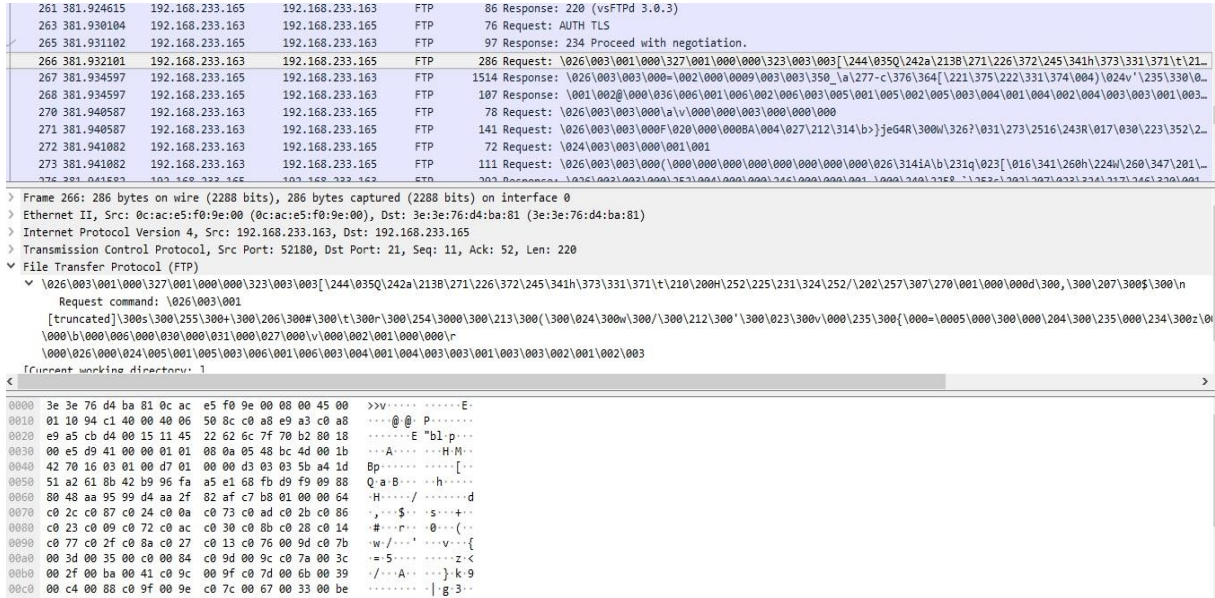 261 381.924615 192.168.233.165 192.168.233.163 FTP 86 Response: 220 (vsFTPd 3.0.3)
263 381.930104 192.168.233.163 192.168.233.165 FTP 76 Request: AUTH TLS
265 381.931102 192.168.233.165 192.168.233.163 FTP 97 Response: 234 Proceed with negotiation.
266 381.932101 192.168.233.163 192.168.233.165 FTP 286 Request: \026\003\001\000\327\001\000\000\323\003\003[\244\035Q\242a\213B\271\226\372\245\341h\373\331\371\t\21…
267 381.934597 192.168.233.165 192.168.233.163 FTP 1514 Response: \026\003\003\000=\002\000\0009\003\003\350_\a\277-c\376\364[\221\375\222\331\374\004)\024v'\235\330\0…
268 381.934597 192.168.233.165 192.168.233.163 FTP 107 Response: \001\002@\000\036\006\001\006\002\006\003\005\001\005\002\005\003\004\001\004\002\004\003\003\001\003…
270 381.940587 192.168.233.163 192.168.233.165 FTP 78 Request: \026\003\003\000\a\v\000\000\003\000\000\000
271 381.940587 192.168.233.163 192.168.233.165 FTP 141 Request: \026\003\003\000F\020\000\000BA\004\027\212\314\b>}jeG4R\300W\326?\031\273\2516\243R\017\030\223\352\2…
272 381.941082 192.168.233.163 192.168.233.165 FTP 72 Request: \024\003\003\000\001\001
273 381.941082 192.168.233.163 192.168.233.165 FTP 111 Request: \026\003\003\000(\000\000\000\000\000\000\000\000\026\314iA\b\231q\023[\016\341\260h\224W\260\347\201\…
Frame 266: 286 bytes on wire (2288 bits), 286 bytes captured (2288 bits) on interface 0
Ethernet II, Src: 0c:ac:e5:f0:9e:00 (0c:ac:e5:f0:9e:00), Dst: 3e:3e:76:d4:ba:81 (3e:3e:76:d4:ba:81)
Internet Protocol Version 4, Src: 192.168.233.163, Dst: 192.168.233.165
Transmission Control Protocol, Src Port: 52180, Dst Port: 21, Seq: 11, Ack: 52, Len: 220
File Transfer Protocol (FTP)
\026\003\001\000\327\001\000\000\323\003\003[\244\035Q\242a\213B\271\226\372\245\341h\373\331\371\t\210\200H\252\225\231\324\252/\202\257\307\270\001\000\000d\300,\300\207\300$\300\n
Request command: \026\003\001
[truncated]\300s\300\255\300+\300\206\300#\300\t\300r\300\254\3000\300\213\300(\300\024\300w\300/\300\212\300'\300\023\300v\000\235\300{\000=\0005\000\300\000\204\300\235\000\234\300z\0
\000\b\000\006\000\030\000\031\000\027\000\v\000\002\001\000\000\r
\000\026\000\024\005\001\005\003\006\001\006\003\004\001\004\003\003\001\003\003\002\001\002\003
[Current working directory: ]
0000 3e 3e 76 d4 ba 81 0c ac e5 f0 9e 00 08 00 45 00 >>v····· ······E·
0010 01 10 94 c1 40 00 40 06 50 8c c0 a8 e9 a3 c0 a8 ····@·@· P·······
0020 e9 a5 cb d4 00 15 11 45 22 62 6c 7f 70 b2 80 18 ·······E "bl·p···
0030 00 e5 d9 41 00 00 01 01 08 0a 05 48 bc 4d 00 1b ···A···· ···H·M··
0040 42 70 16 03 01 00 d7 01 00 00 d3 03 03 5b a4 1d Bp······ ·····[··
0050 51 a2 61 8b 42 b9 96 fa a5 e1 68 fb d9 f9 09 88 Q·a·B··· ··h·····
0060 80 48 aa 95 99 d4 aa 2f 82 af c7 b8 01 00 00 64 ·H·····/ ·······d
0070 c0 2c c0 87 c0 24 c0 0a c0 73 c0 ad c0 2b c0 86 ·,···$·· ·s···+··
0080 c0 23 c0 09 c0 72 c0 ac c0 30 c0 8b c0 28 c0 14 ·#···r·· ·0···(··
0090 c0 77 c0 2f c0 8a c0 27 c0 13 c0 76 00 9d c0 7b ·w·/···' ···v···{
00a0 00 3d 00 35 00 c0 00 84 c0 9d 00 9c c0 7a 00 3c ·=·5···· ·····z·<
00b0 00 2f 00 ba 00 41 c0 9c 00 9f c0 7d 00 6b 00 39 ·/···A·· ···}·k·9
00c0 00 c4 00 88 c0 9f 00 9e c0 7c 00 67 00 33 00 be ········ ·|·g·3··